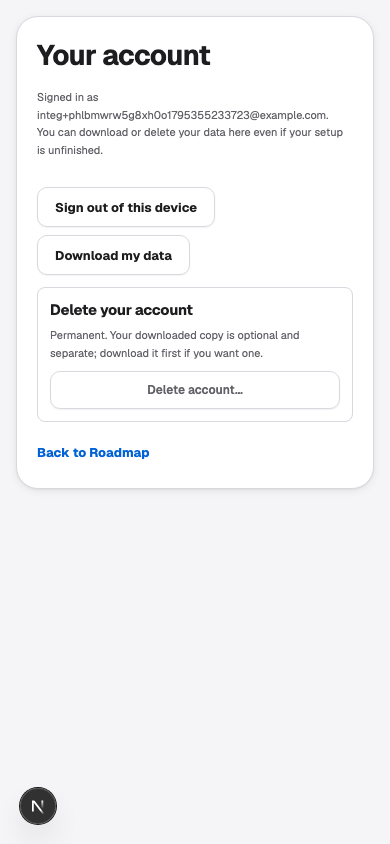 Your account
Signed in as
integ+phlbmwrw5g8xh0o1795355233723@example.com.
You can download or delete your data here even if your setup
is unfinished.
Sign out of this device
Download my data
Delete your account
Permanent. Your downloaded copy is optional and
separate; download it first if you want one.
Delete account...
Back to Roadmap
N